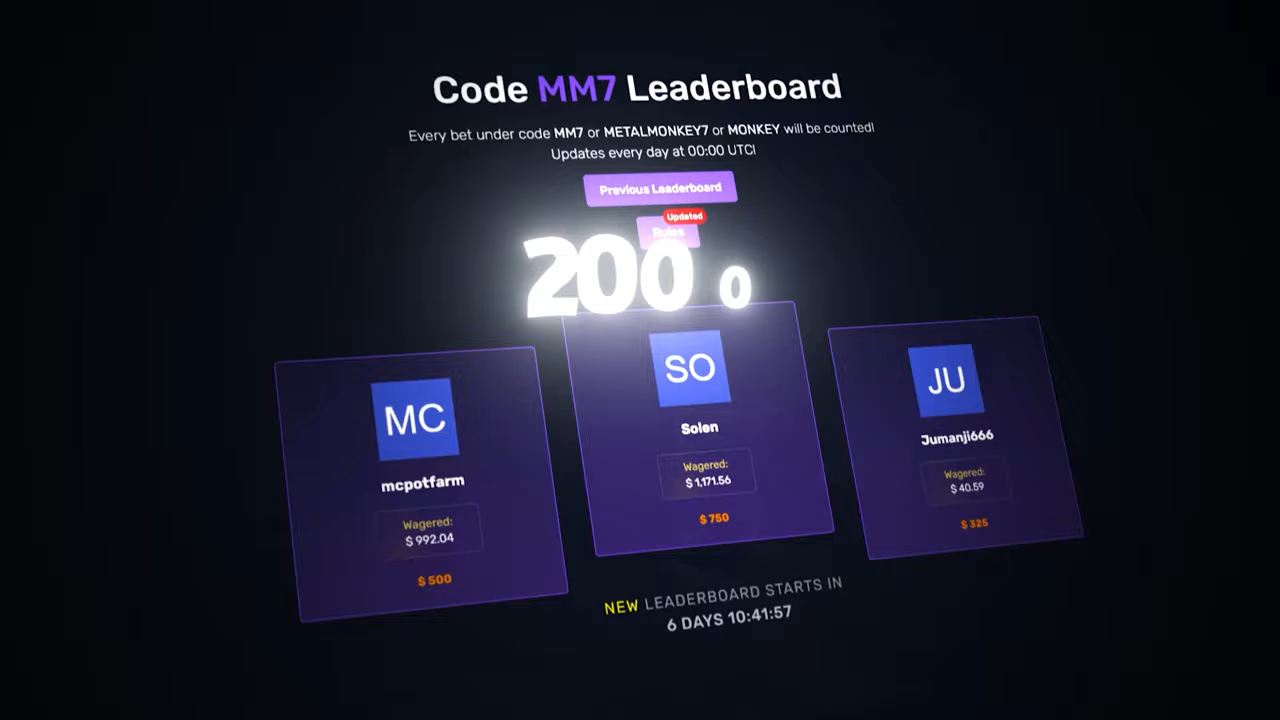 Code MM7 Leaderboard
Every bet under code MM7 or METALMONKEY7 or MONKEY will be counted!
Updates every day at 00:00 UTC!
Previous Leaderboard
Updated
Rules
200 0
MC
mcpotfarm
Wagered:
$ 992.04
$ 500
SO
Solen
Wagered:
$ 1,171.56
$ 750
JU
Jumanji666
Wagered:
$ 40.59
$ 325
NEW LEADERBOARD STARTS IN
6 DAYS 10:41:57